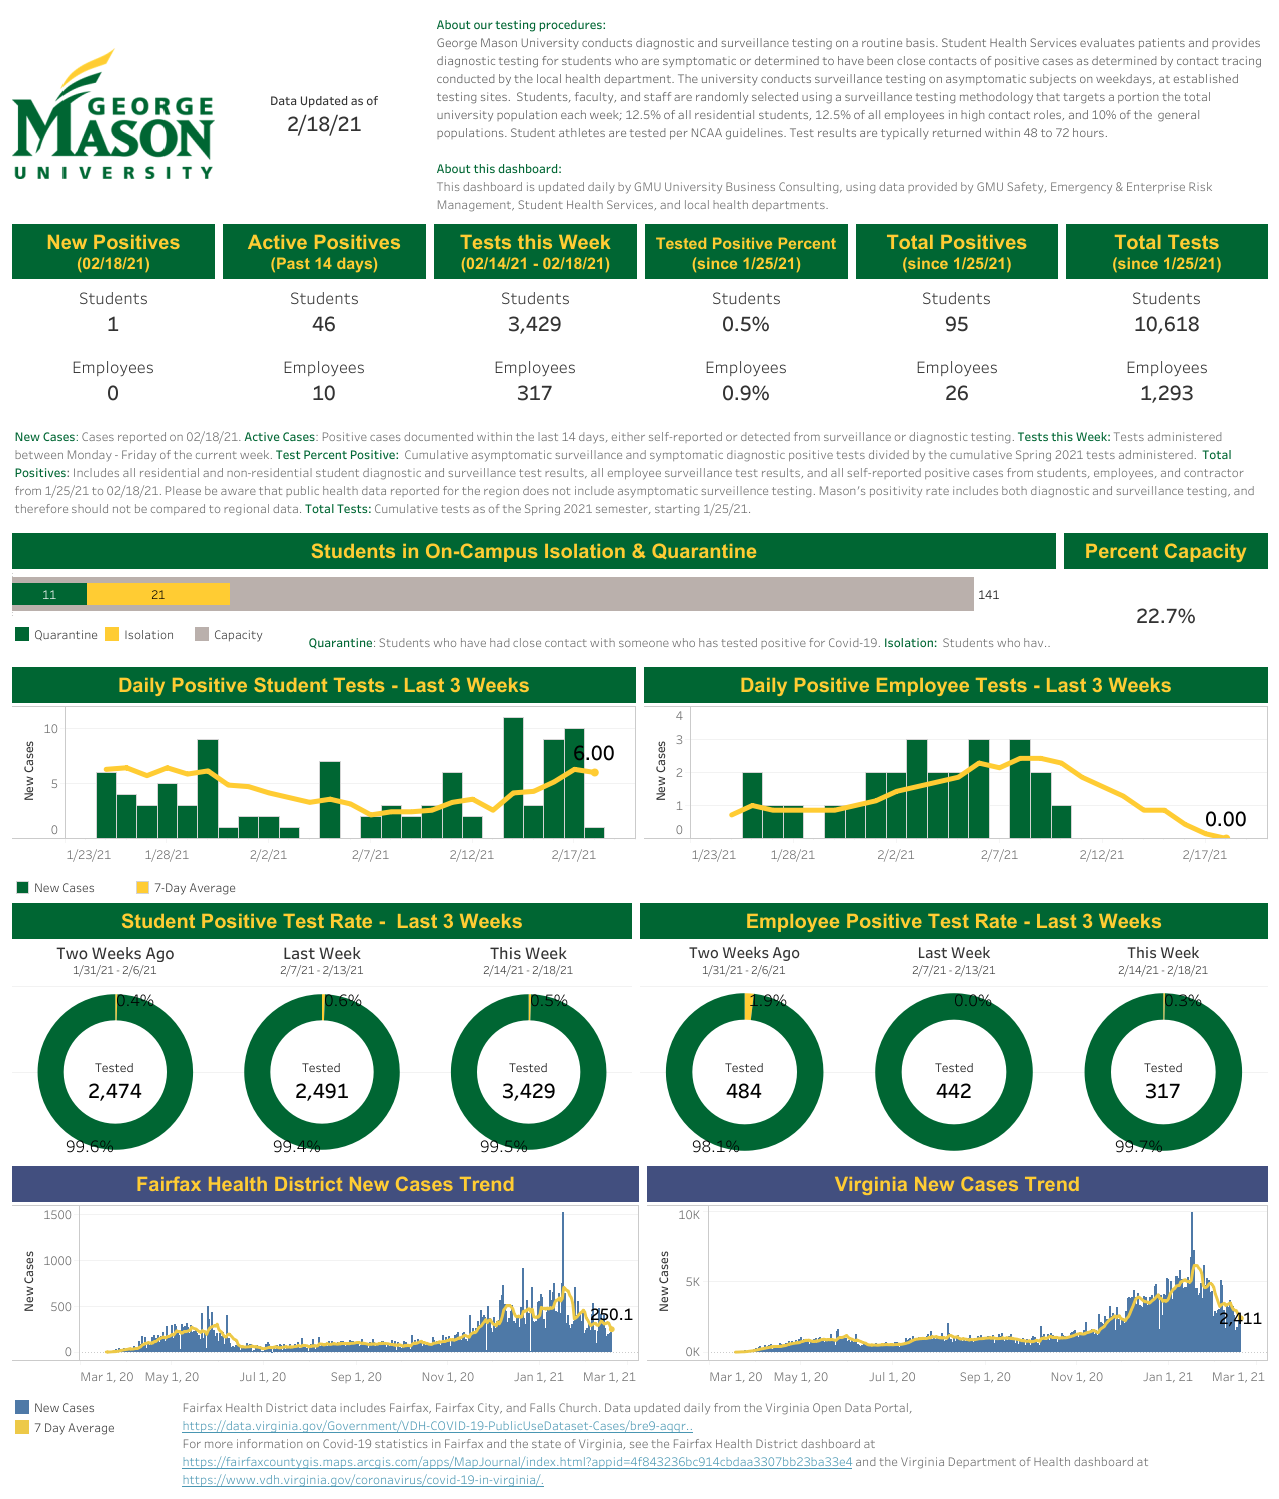 About our testing procedures:
George Mason University conducts diagnostic and surveillance testing on a routine basis. Student Health Services evaluates patients and provides
diagnostic testing for students who are symptomatic or determined to have been close contacts of positive cases as determined by contact tracing
conducted by the local health department. The university conducts surveillance testing on asymptomatic subjects on weekdays, at established
testing sites. Students, faculty, and staff are randomly selected using a surveillance testing methodology that targets a portion the total
university population each week; 12.5% of all residential students, 12.5% of all employees in high contact roles, and 10% of the general
populations. Student athletes are tested per NCAA guidelines. Test results are typically returned within 48 to 72 hours.
GEORGE
MASON
UNIVERSITY
Data Updated as of
2/18/21
About this dashboard:
This dashboard is updated daily by GMU University Business Consulting, using data provided by GMU Safety, Emergency & Enterprise Risk
Management, Student Health Services, and local health departments.
New Positives Active Positives Tests this Week Tested Positive Percent Total Positives Total Tests
(02/18/21) (Past 14 days) (02/14/21 - 02/18/21) (since 1/25/21) (since 1/25/21) (since 1/25/21)
Students Students Students Students Students Students
1 46 3,429 0.5% 95 10,618
Employees Employees Employees Employees Employees Employees
0 10 317 0.9% 26 1,293
New Cases: Cases reported on 02/18/21. Active Cases: Positive cases documented within the last 14 days, either self-reported or detected from surveillance or diagnostic testing. Tests this Week: Tests administered
between Monday - Friday of the current week. Test Percent Positive: Cumulative asymptomatic surveillance and symptomatic diagnostic positive tests divided by the cumulative Spring 2021 tests administered. Total
Positives: Includes all residential and non-residential student diagnostic and surveillance test results, all employee surveillance test results, and all self-reported positive cases from students, employees, and contractor
from 1/25/21 to 02/18/21. Please be aware that public health data reported for the region does not include asymptomatic surveillence testing. Mason's positivity rate includes both diagnostic and surveillance testing, and
therefore should not be compared to regional data. Total Tests: Cumulative tests as of the Spring 2021 semester, starting 1/25/21.
Students in On-Campus Isolation & Quarantine Percent Capacity
11 21 141
22.7%
Quarantine Isolation Capacity
Quarantine: Students who have had close contact with someone who has tested positive for Covid-19. Isolation: Students who hav..
Daily Positive Student Tests - Last 3 Weeks Daily Positive Employee Tests - Last 3 Weeks
New Cases
10
5
0
6.00
1/23/21 1/28/21 2/2/21 2/7/21 2/12/21 2/17/21
New Cases
4
3
2
1
0
0.00
1/23/21 1/28/21 2/2/21 2/7/21 2/12/21 2/17/21
New Cases 7-Day Average
Student Positive Test Rate - Last 3 Weeks Employee Positive Test Rate - Last 3 Weeks
Two Weeks Ago Last Week This Week Two Weeks Ago Last Week This Week
1/31/21 - 2/6/21 2/7/21 - 2/13/21 2/14/21 - 2/18/21 1/31/21 - 2/6/21 2/7/21 - 2/13/21 2/14/21 - 2/18/21
0.4% 0.6% 0.5% 1.9% 0.0% 0.3%
Tested Tested Tested Tested Tested Tested
2,474 2,491 3,429 484 442 317
99.6% 99.4% 99.5% 98.1% 99.7%
Fairfax Health District New Cases Trend Virginia New Cases Trend
New Cases
1500
1000
500
0
250.1
Mar 1, 20 May 1, 20 Jul 1, 20 Sep 1, 20 Nov 1, 20 Jan 1, 21 Mar 1, 21
New Cases
10K
5K
0K
2,411
Mar 1, 20 May 1, 20 Jul 1, 20 Sep 1, 20 Nov 1, 20 Jan 1, 21 Mar 1, 21
New Cases
7 Day Average
Fairfax Health District data includes Fairfax, Fairfax City, and Falls Church. Data updated daily from the Virginia Open Data Portal,
https://data.virginia.gov/Government/VDH-COVID-19-PublicUseDataset-Cases/bre9-aqqr..
For more information on Covid-19 statistics in Fairfax and the state of Virginia, see the Fairfax Health District dashboard at
https://fairfaxcountygis.maps.arcgis.com/apps/MapJournal/index.html?appid=4f843236bc914cbdaa3307bb23ba33e4 and the Virginia Department of Health dashboard at
https://www.vdh.virginia.gov/coronavirus/covid-19-in-virginia/.